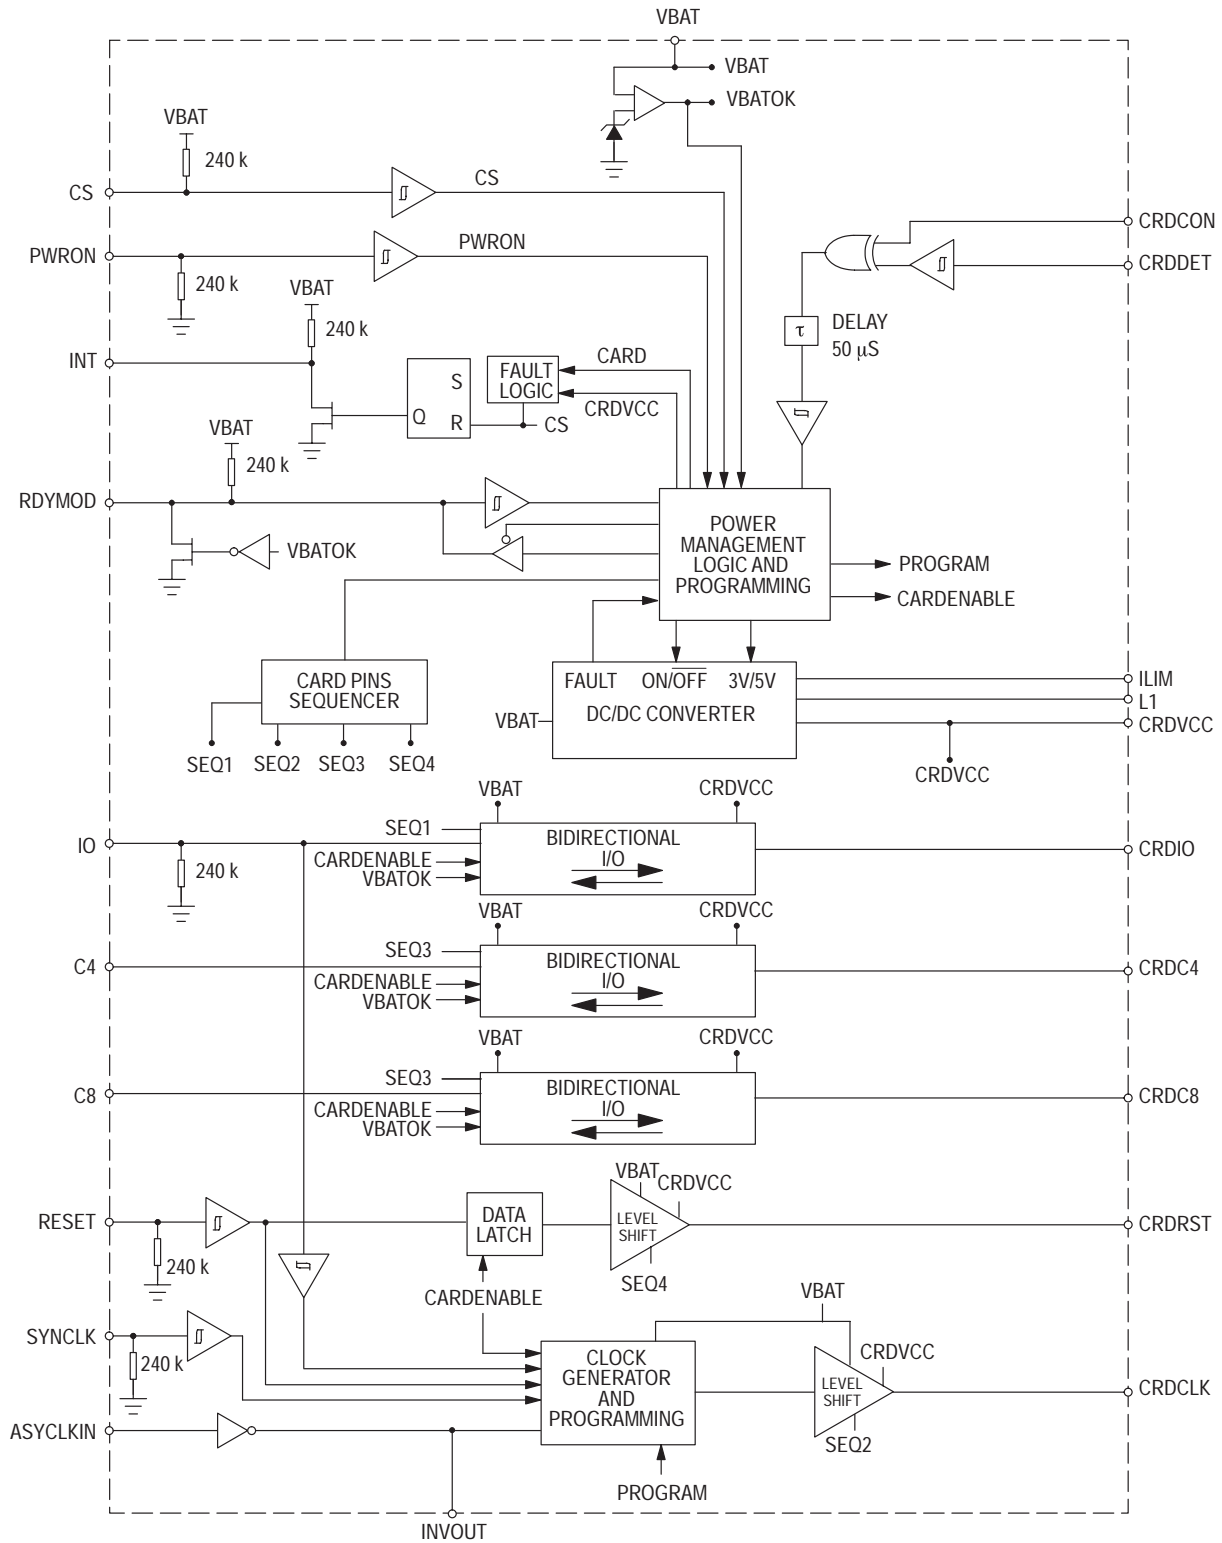 VBAT
VBAT
VBATOK
VBAT
240 k
CS
CS
CRDCON
PWRON
PWRON
CRDDET
240 k
VBAT
240 k
τ
DELAY
50 µS
INT
CARD
FAULT
LOGIC
S
Q
R
CRDVCC
CS
VBAT
240 k
RDYMOD
VBATOK
POWER
MANAGEMENT
LOGIC AND
PROGRAMMING
PROGRAM
CARDENABLE
CARD PINS
SEQUENCER
FAULT
ON/OFF
3V/5V
DC/DC CONVERTER
VBAT
ILIM
L1
CRDVCC
CRDVCC
SEQ1
SEQ2
SEQ3
SEQ4
VBAT
CRDVCC
IO
SEQ1
BIDIRECTIONAL
I/O
CARDENABLE
VBATOK
CRDIO
240 k
VBAT
CRDVCC
C4
SEQ3
BIDIRECTIONAL
I/O
CARDENABLE
VBATOK
CRDC4
VBAT
CRDVCC
C8
SEQ3
BIDIRECTIONAL
I/O
CARDENABLE
VBATOK
CRDC8
VBAT
CRDVCC
RESET
DATA
LATCH
LEVEL
SHIFT
CRDRST
240 k
SEQ4
CARDENABLE
VBAT
SYNCLK
240 k
CLOCK
GENERATOR
AND
PROGRAMMING
CRDVCC
LEVEL
SHIFT
CRDCLK
ASYCLKIN
SEQ2
PROGRAM
INVOUT